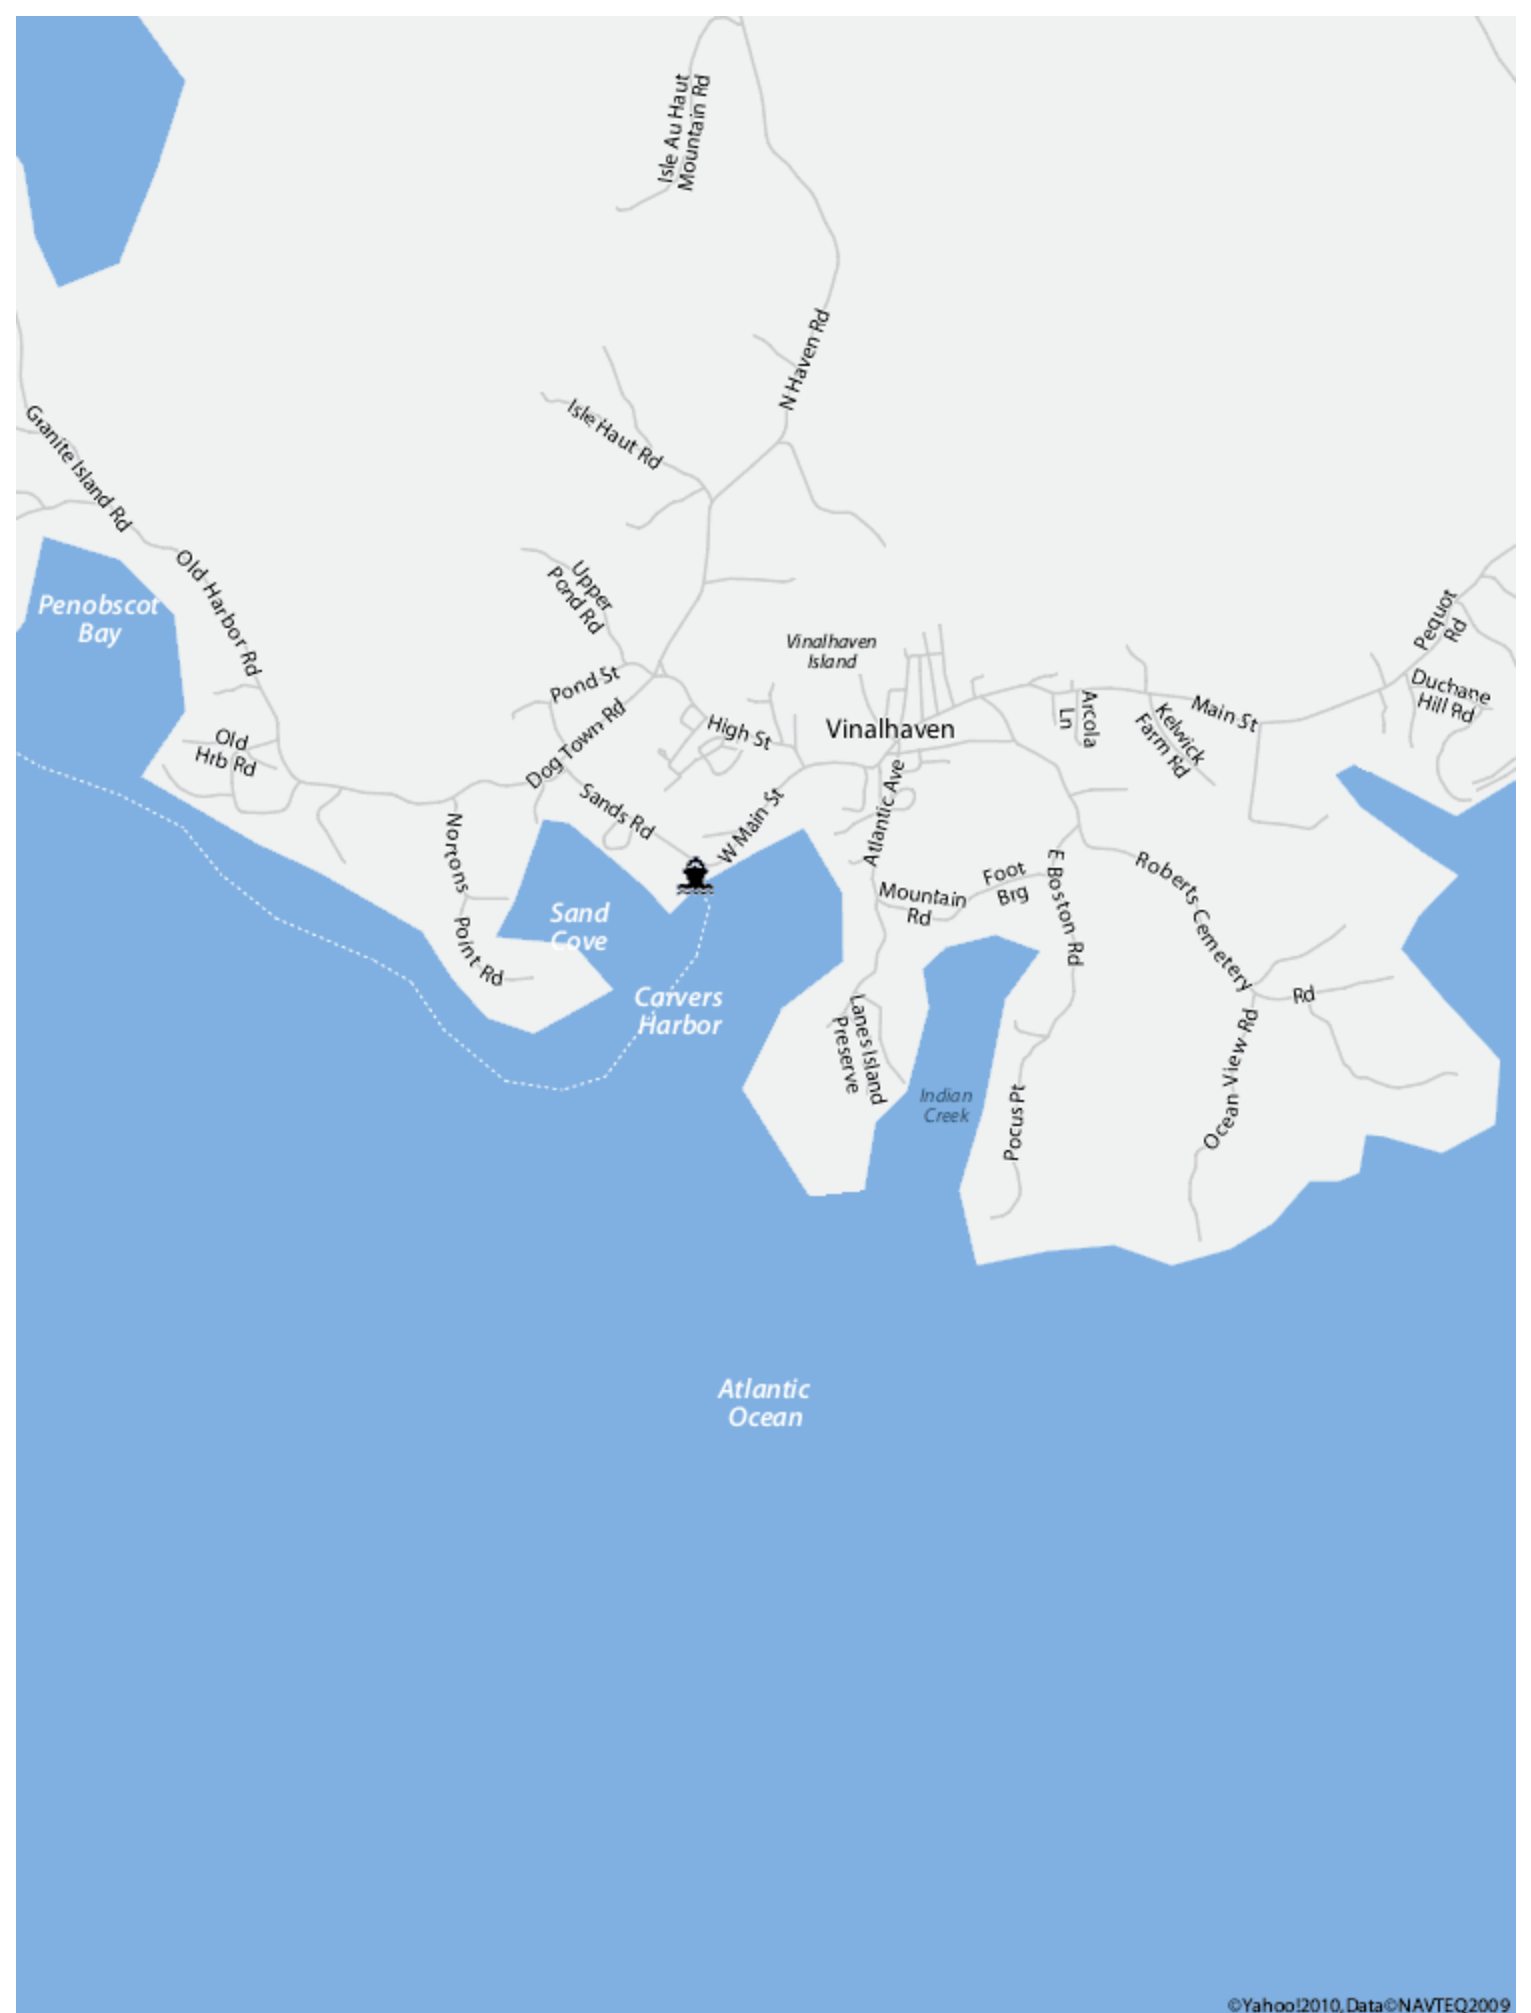 Isle Au Haut
Mountain Rd
N Haven Rd
Isle Haut Rd
Granite Island Rd
Old Harbor Rd
Upper
Pond Rd
Penobscot
Bay
Pequot
Rd
Vinalhaven
Island
Pond St
Duchane
Hill Rd
Dog Town Rd
High St
Vinalhaven
Arcola
Ln
Kelwick
Farm Rd
Main St
Old
Hrb Rd
Sands Rd
W Main St
Atlantic Ave
Nortons Point Rd
Mountain
Rd
Foot
Brg
E Boston Rd
Roberts Cemetery Rd
Sand
Cove
Carvers
Harbor
Lanes Island
Preserve
Indian
Creek
Pocus Pt
Ocean View Rd
Atlantic
Ocean
©Yahoo!2010, Data©NAVTEQ2009